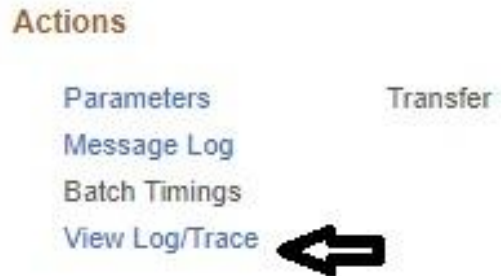 Actions
Parameters Transfer
Message Log
Batch Timings
View Log/Trace